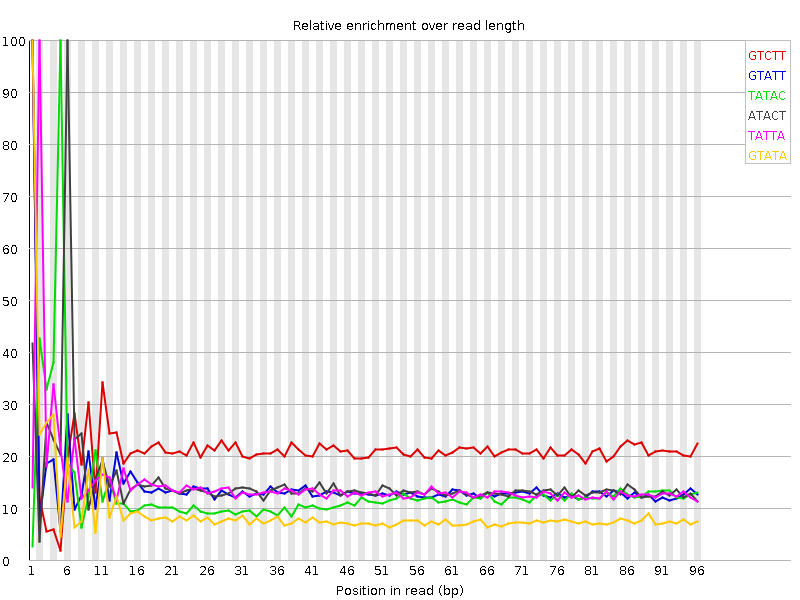 Relative enrichment over read length
100
90
80
70
60
50
40
30
20
10
0
GTCTT
GTATT
TATAC
ATACT
TATTA
GTATA
1 6 11 16 21 26 31 36 41 46 51 56 61 66 71 76 81 86 91 96
Position in read (bp)